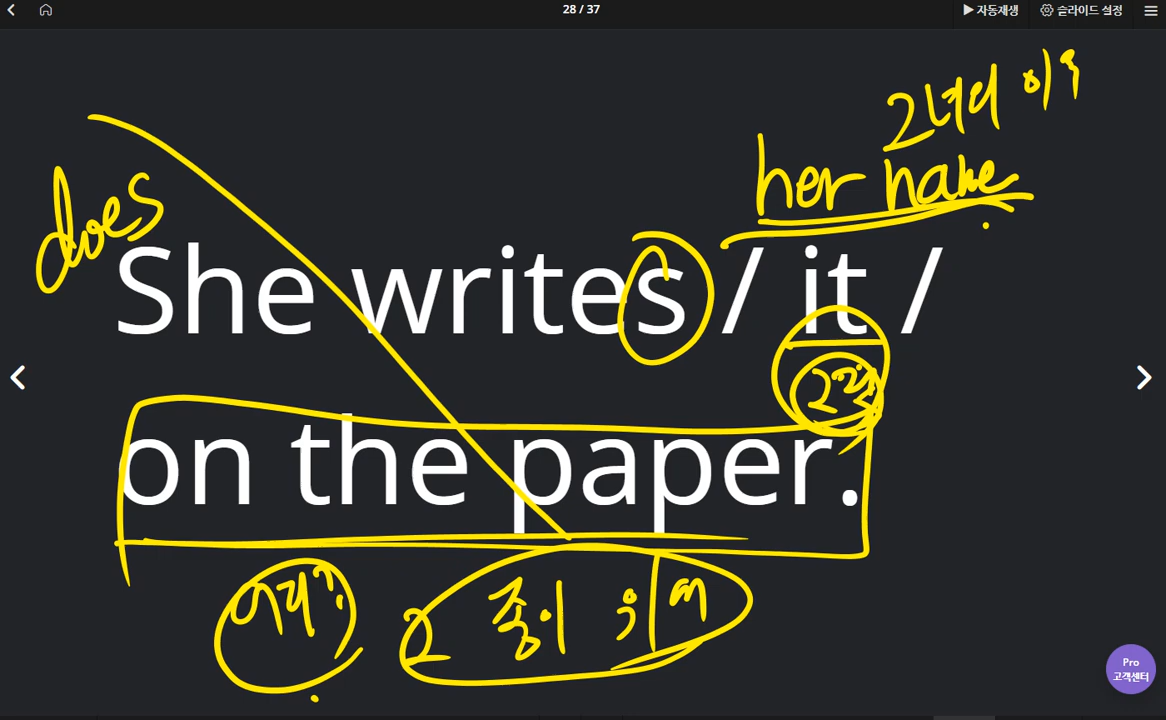 28 / 37
자동재생
슬라이드 설정
그녀의 이름
her name
does
She writes / it /
그것
on the paper.
어디?
그 종이 위에
Pro
고객센터